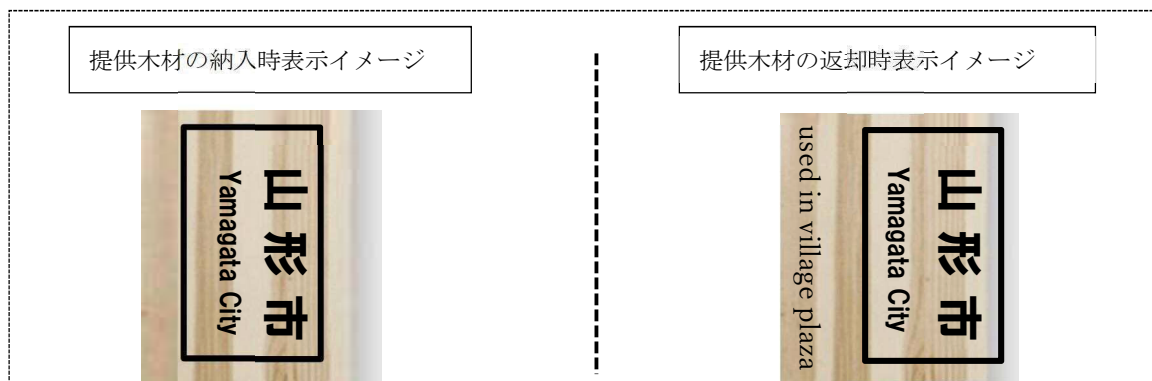 提供木材の納入時表示イメージ
山形市
Yamagata City
提供木材の返却時表示イメージ
山形市
Yamagata City
used in village plaza